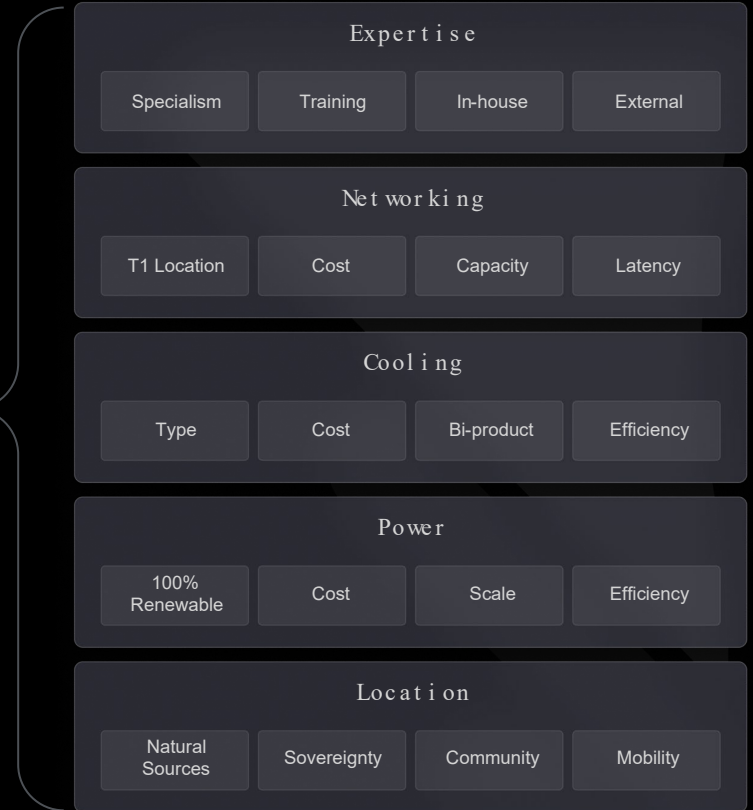 Expertise
Specialism Training In-house External
Networking
T1 Location Cost Capacity Latency
Cooling
Type Cost Bi-product Efficiency
Power
100%
Renewable Cost Scale Efficiency
Location
Natural
Sources Sovereignty Community Mobility